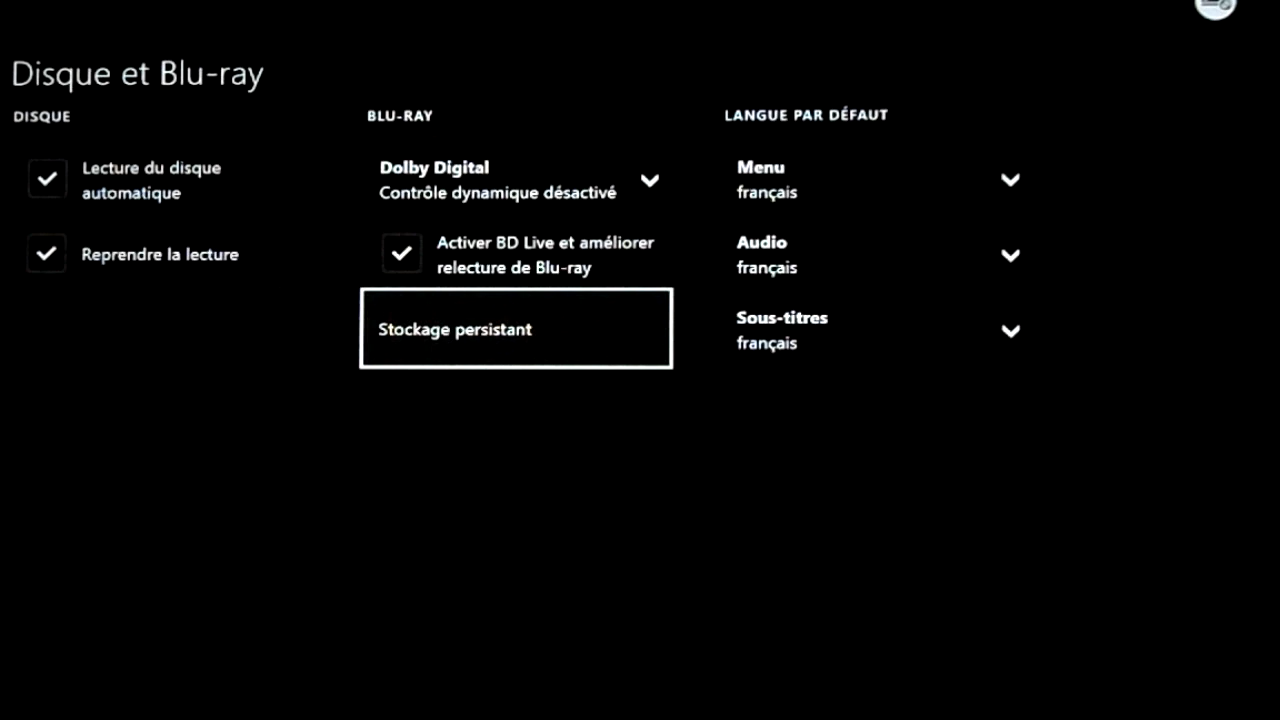 Disque et Blu-ray
DISQUE
Lecture du disque
automatique
Reprendre la lecture
BLU-RAY
Dolby Digital
Contrôle dynamique désactivé
Activer BD Live et améliorer
relecture de Blu-ray
Stockage persistant
LANGUE PAR DÉFAUT
Menu
français
Audio
français
Sous-titres
français